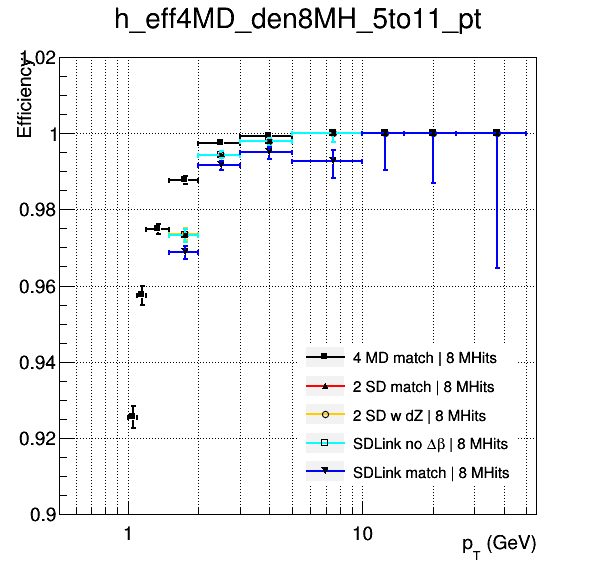 h_eff4MD_den8MH_5to11_pt
Efficiency
1.02
1
0.98
0.96
0.94
0.92
0.9
4 MD match | 8 MHits
2 SD match | 8 MHits
2 SD w dZ | 8 MHits
SDLink no Δβ | 8 MHits
SDLink match | 8 MHits
1
10
p_T (GeV)